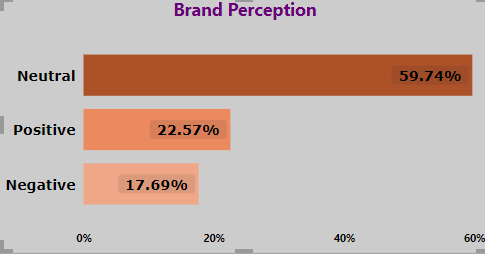 Brand Perception
Neutral 59.74%
Positive 22.57%
Negative 17.69%
0% 20% 40% 60%